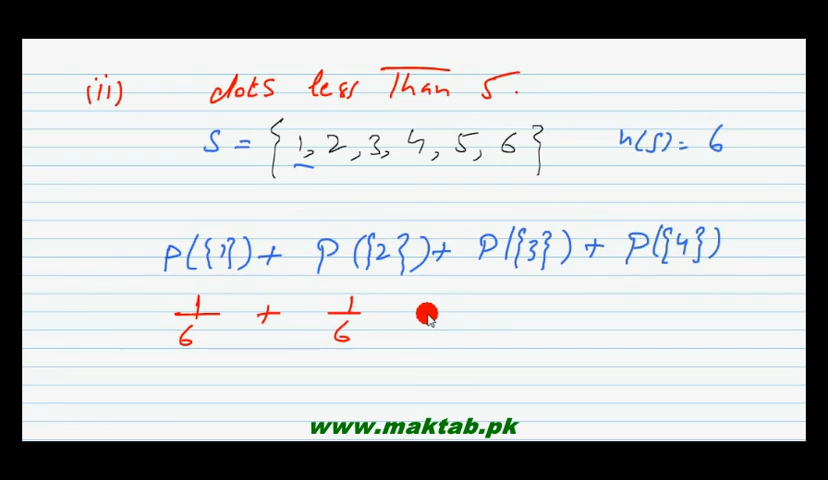 (ii) dots less Than 5.
S = {1, 2, 3, 4, 5, 6} n(S) = 6
P({1}) + P({2}) + P({3}) + P({4})
1/6 + 1/6
www.maktab.pk